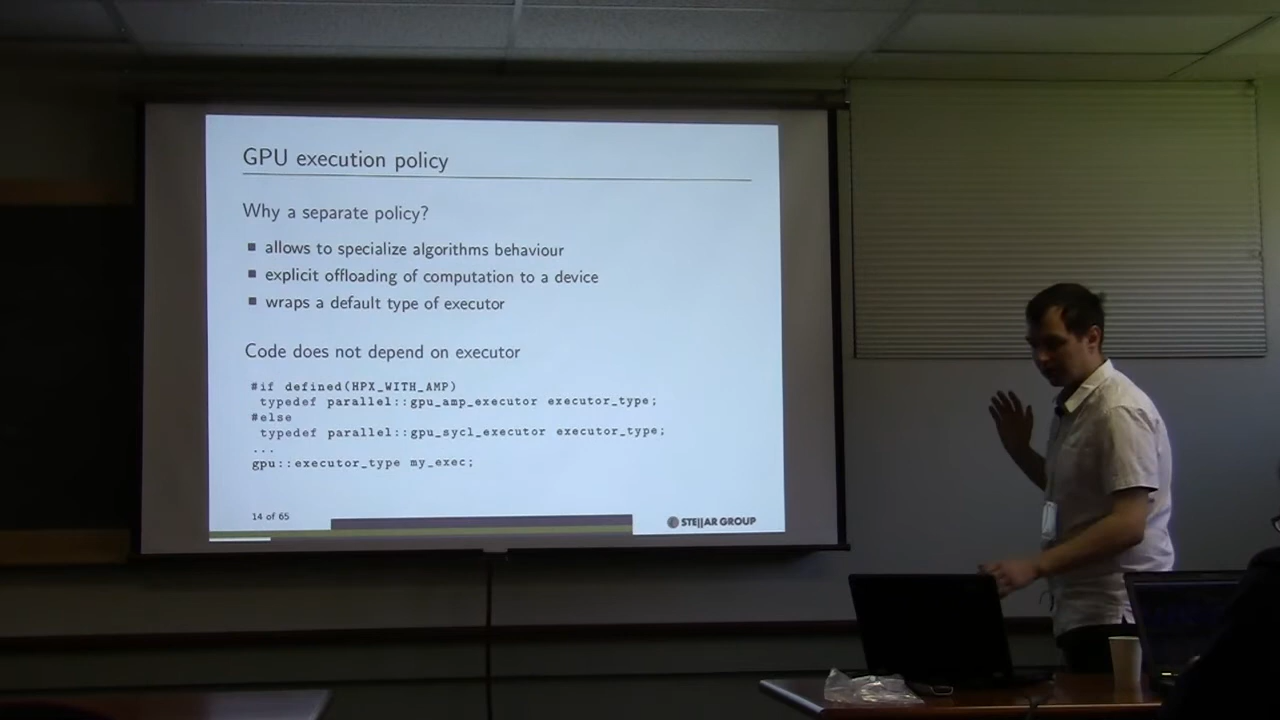 GPU execution policy
Why a separate policy?
allows to specialize algorithms behaviour
explicit offloading of computation to a device
wraps a default type of executor
Code does not depend on executor
#if defined(HPX_WITH_AMP)
typedef parallel::gpu_amp_executor executor_type;
#else
typedef parallel::gpu_sycl_executor executor_type;
...
gpu::executor_type my_exec;
14 of 65
STE||AR GROUP